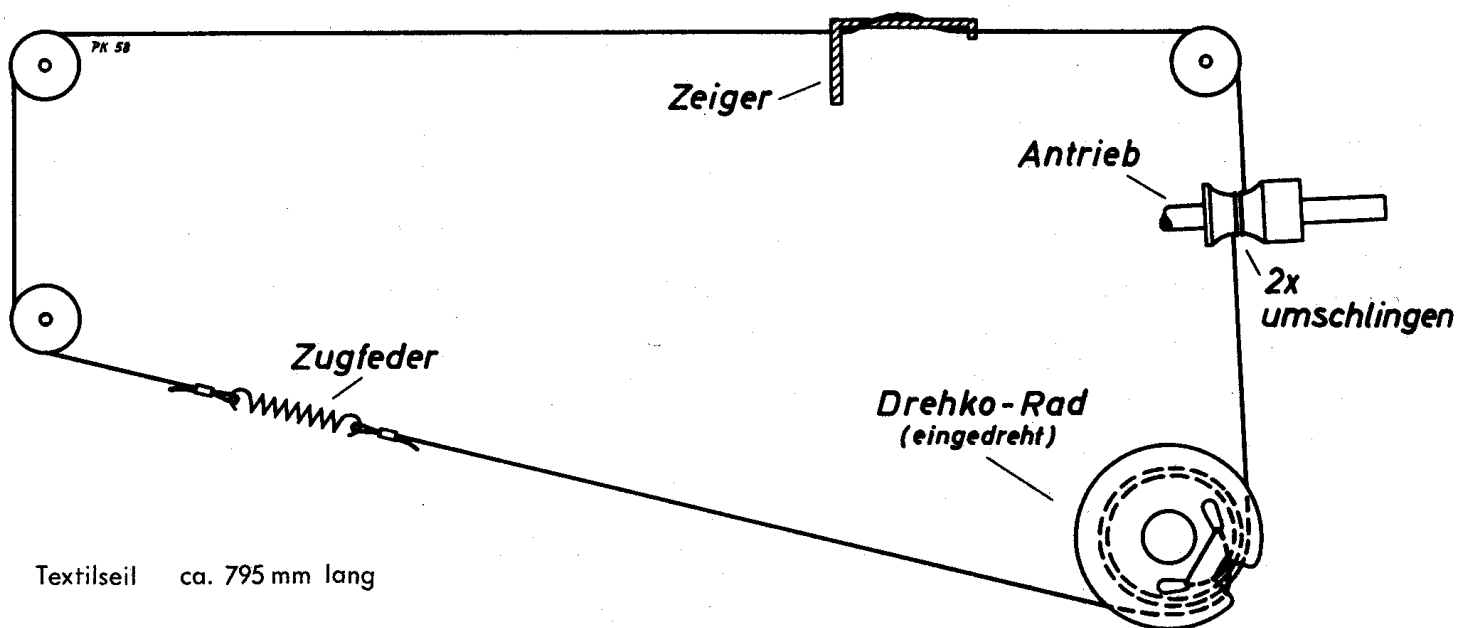 PK 58
Zeiger
Antrieb
2x
umschlingen
Zugfeder
Drehko-Rad
(eingedreht)
Textilseil ca. 795 mm lang